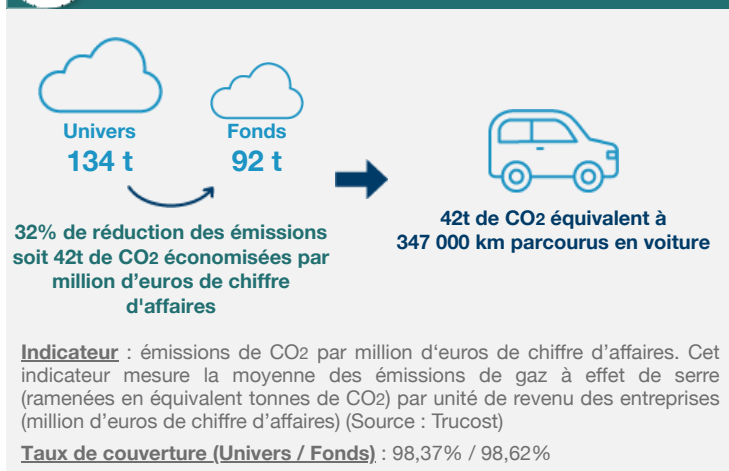 Univers
Fonds
134 t
92 t
32% de réduction des émissions
soit 42t de CO2 économisées par
million d’euros de chiffre
d'affaires
42t de CO2 équivalent à
347 000 km parcourus en voiture
Indicateur : émissions de CO2 par million d‘euros de chiffre d’affaires. Cet
indicateur mesure la moyenne des émissions de gaz à effet de serre
(ramenées en équivalent tonnes de CO2) par unité de revenu des entreprises
(million d’euros de chiffre d’affaires) (Source : Trucost)
Taux de couverture (Univers / Fonds) : 98,37% / 98,62%